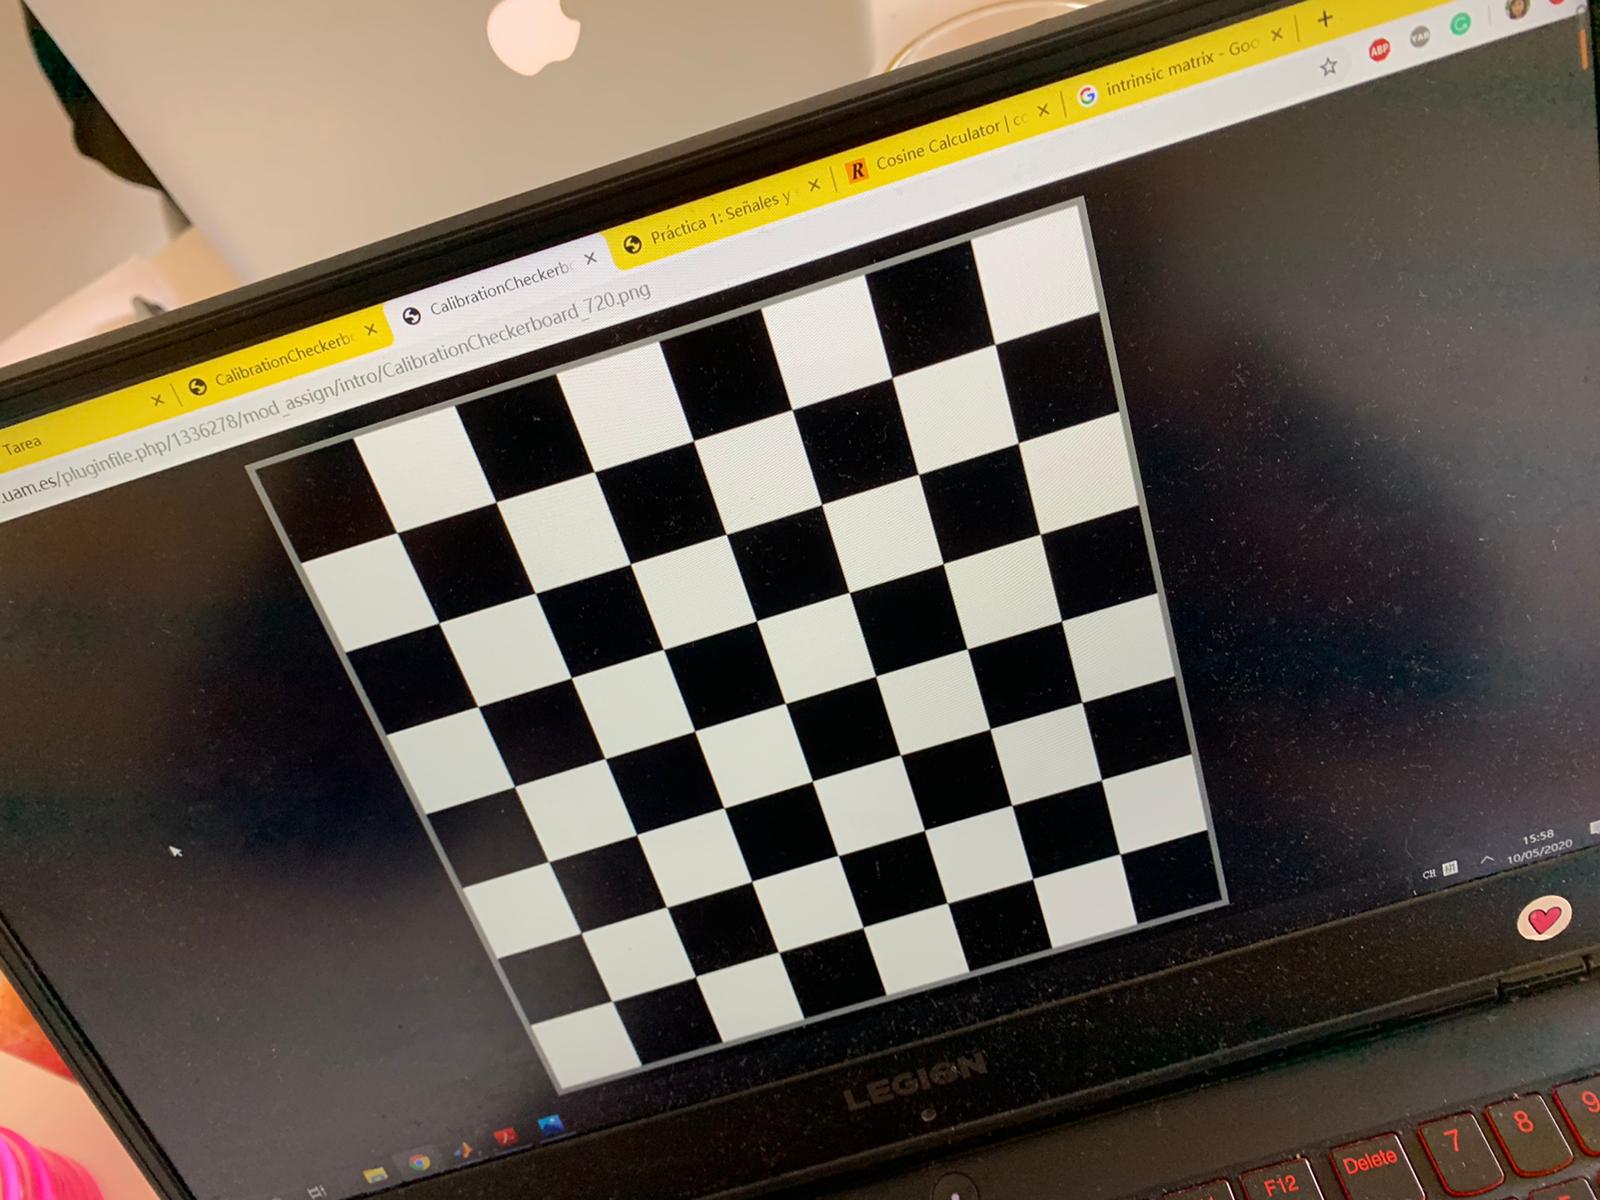 Tarea
CalibrationCheckerb
CalibrationCheckerb
Práctica 1: Señales y
Cosine Calculator | co
intrinsic matrix - Goo
.uam.es/pluginfile.php/1336278/mod_assign/intro/CalibrationCheckerboard_720.png
ABP
CH
15:58
10/05/2020
LEGION
F12
Delete
7
8
9